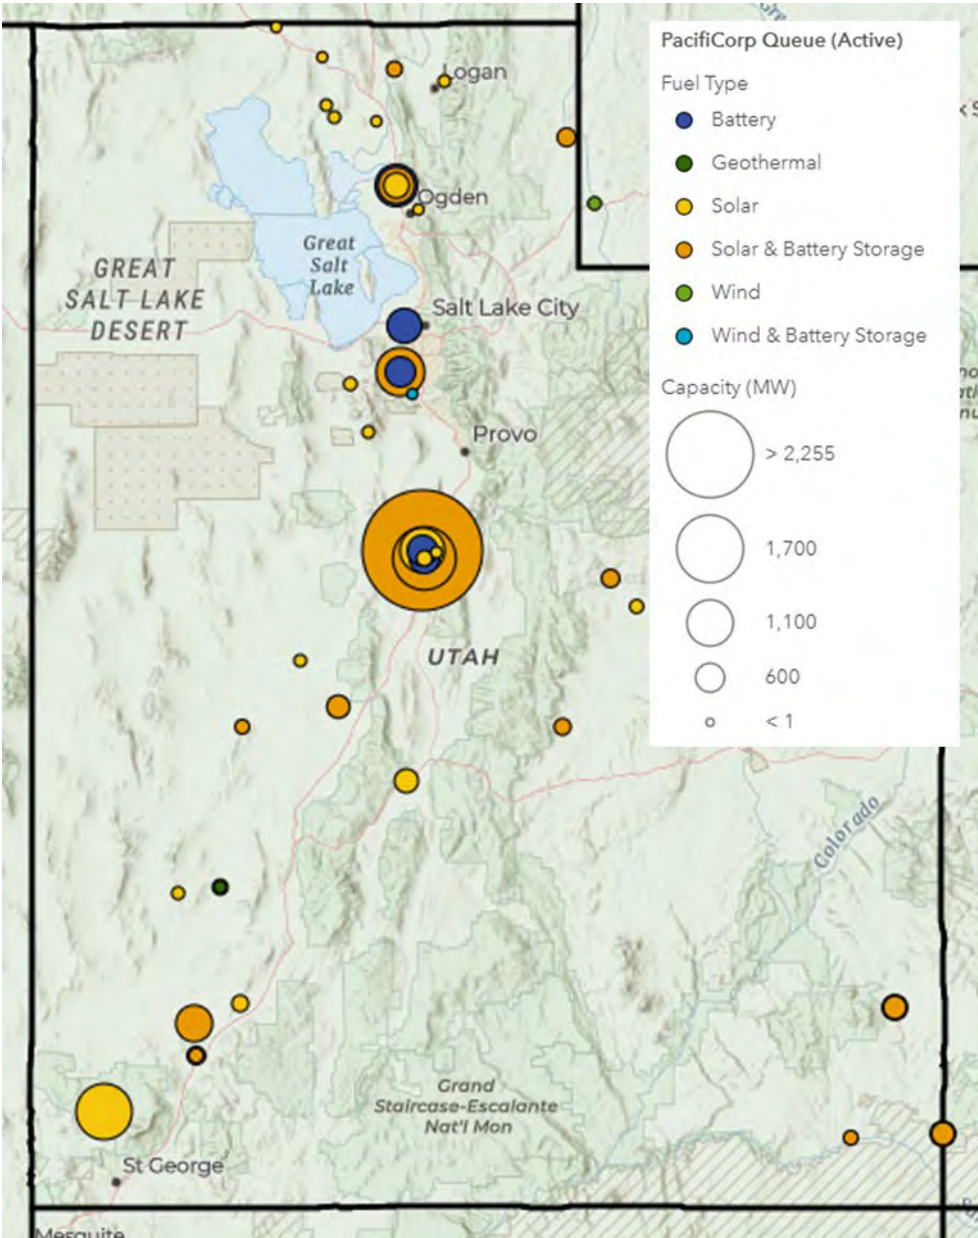 Gre
PacifiCorp Queue (Active)
Fuel Type
Battery
Geothermal
Solar
Solar & Battery Storage
Wind
Wind & Battery Storage
Capacity (MW)
> 2,255
1,700
1,100
600
< 1
Logan
Ogden
Great
Salt
Lake
GREAT
SALT LAKE
DESERT
Salt Lake City
Provo
UTAH
Colorado
Grand
Staircase-Escalante
Nat'l Mon
St George
Mesquite